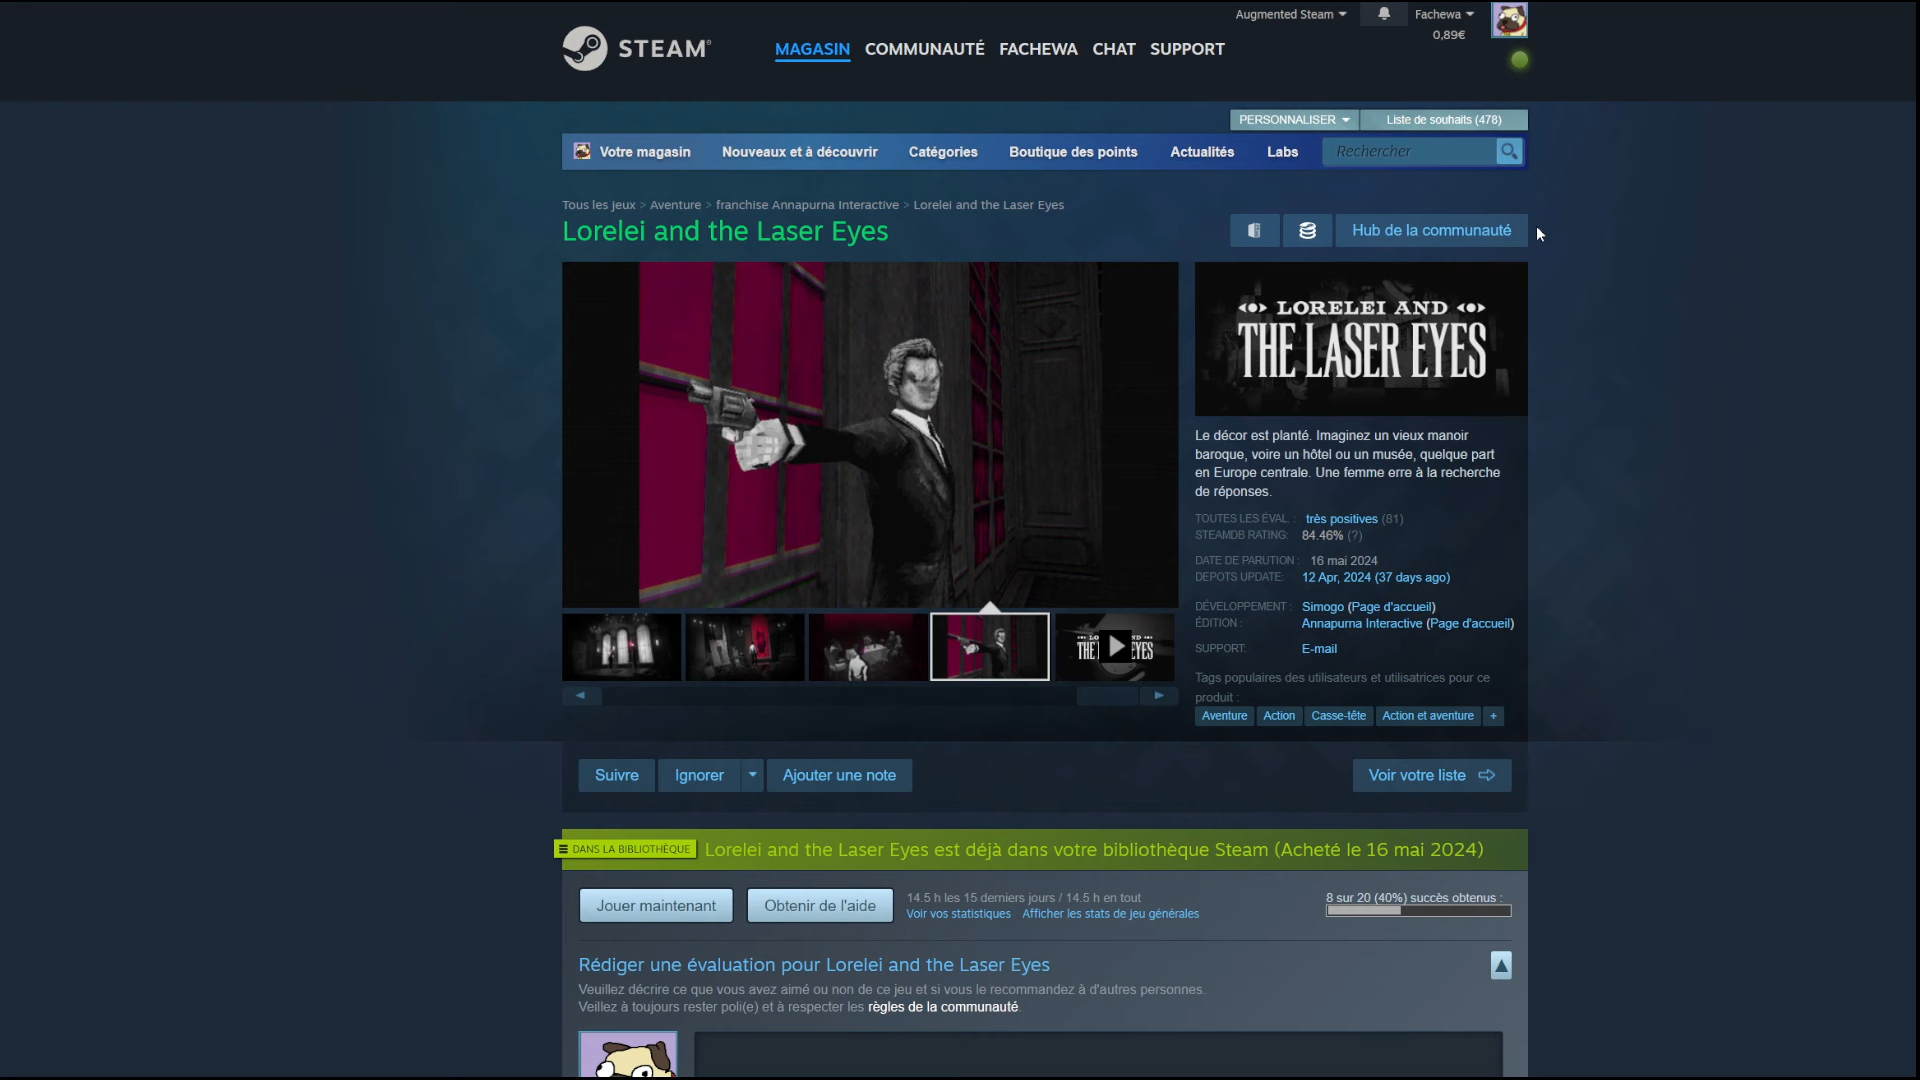 Augmented Steam
Fachewa
0,89€
STEAM®
MAGASIN COMMUNAUTÉ FACHEWA CHAT SUPPORT
PERSONNALISER
Liste de souhaits (478)
Votre magasin Nouveaux et à découvrir Catégories Boutique des points Actualités Labs Rechercher
Tous les jeux > Aventure > franchise Annapurna Interactive > Lorelei and the Laser Eyes
Lorelei and the Laser Eyes
Hub de la communauté
LORELEI AND
THE LASER EYES
Le décor est planté. Imaginez un vieux manoir
baroque, voire un hôtel ou un musée, quelque part
en Europe centrale. Une femme erre à la recherche
de réponses.
TOUTES LES ÉVAL. : très positives (81)
STEAMDB RATING: 84.46% (?)
DATE DE PARUTION : 16 mai 2024
DEPOTS UPDATE: 12 Apr, 2024 (37 days ago)
DÉVELOPPEMENT : Simogo (Page d'accueil)
ÉDITION : Annapurna Interactive (Page d'accueil)
SUPPORT: E-mail
Tags populaires des utilisateurs et utilisatrices pour ce
produit :
Aventure Action Casse-tête Action et aventure +
Suivre Ignorer Ajouter une note Voir votre liste
DANS LA BIBLIOTHÈQUE Lorelei and the Laser Eyes est déjà dans votre bibliothèque Steam (Acheté le 16 mai 2024)
Jouer maintenant Obtenir de l'aide
14.5 h les 15 derniers jours / 14.5 h en tout
Voir vos statistiques Afficher les stats de jeu générales
8 sur 20 (40%) succès obtenus :
Rédiger une évaluation pour Lorelei and the Laser Eyes
Veuillez décrire ce que vous avez aimé ou non de ce jeu et si vous le recommandez à d'autres personnes.
Veillez à toujours rester poli(e) et à respecter les règles de la communauté.